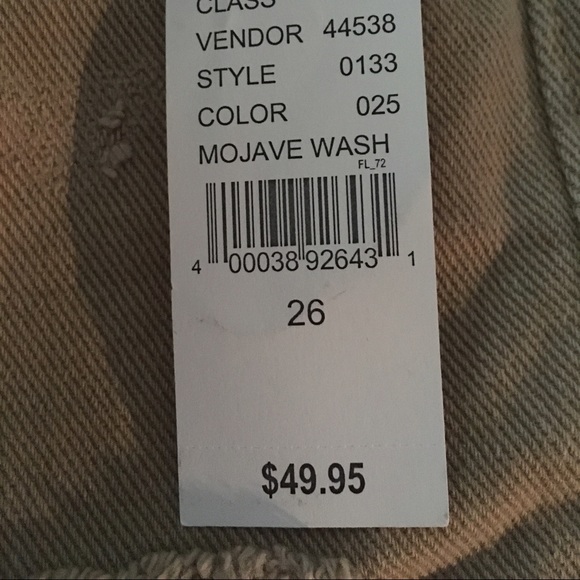 CLASS
VENDOR 44538
STYLE 0133
COLOR 025
MOJAVE WASH
FL_72
4 00038 92643 1
26
$49.95